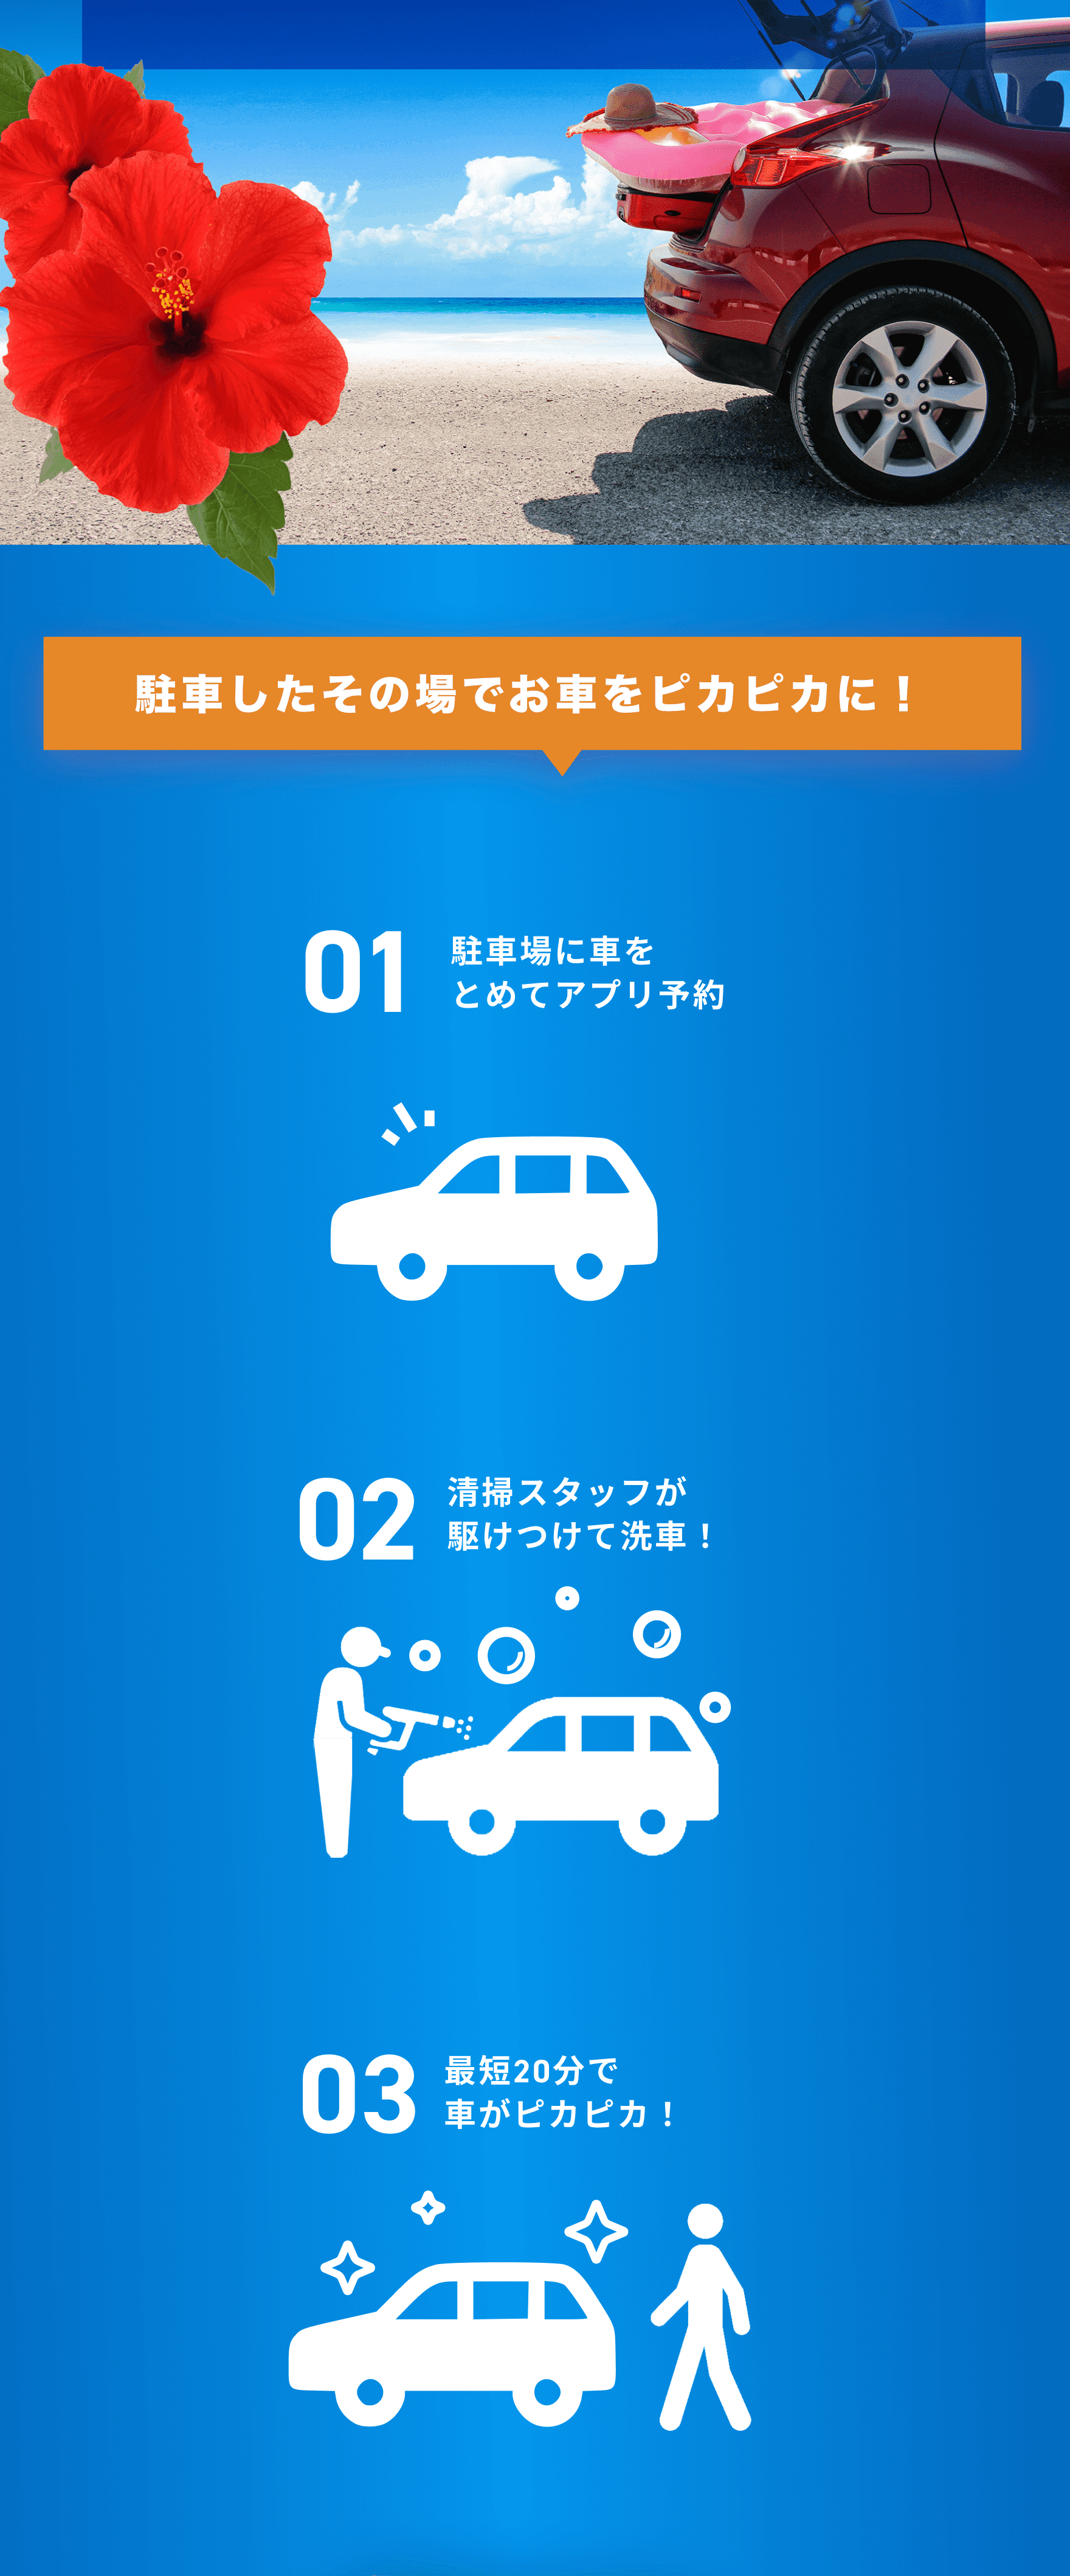 駐車したその場でお車をピカピカに！
01
駐車場に車を
とめてアプリ予約
02
清掃スタッフが
駆けつけて洗車！
03
最短20分で
車がピカピカ！